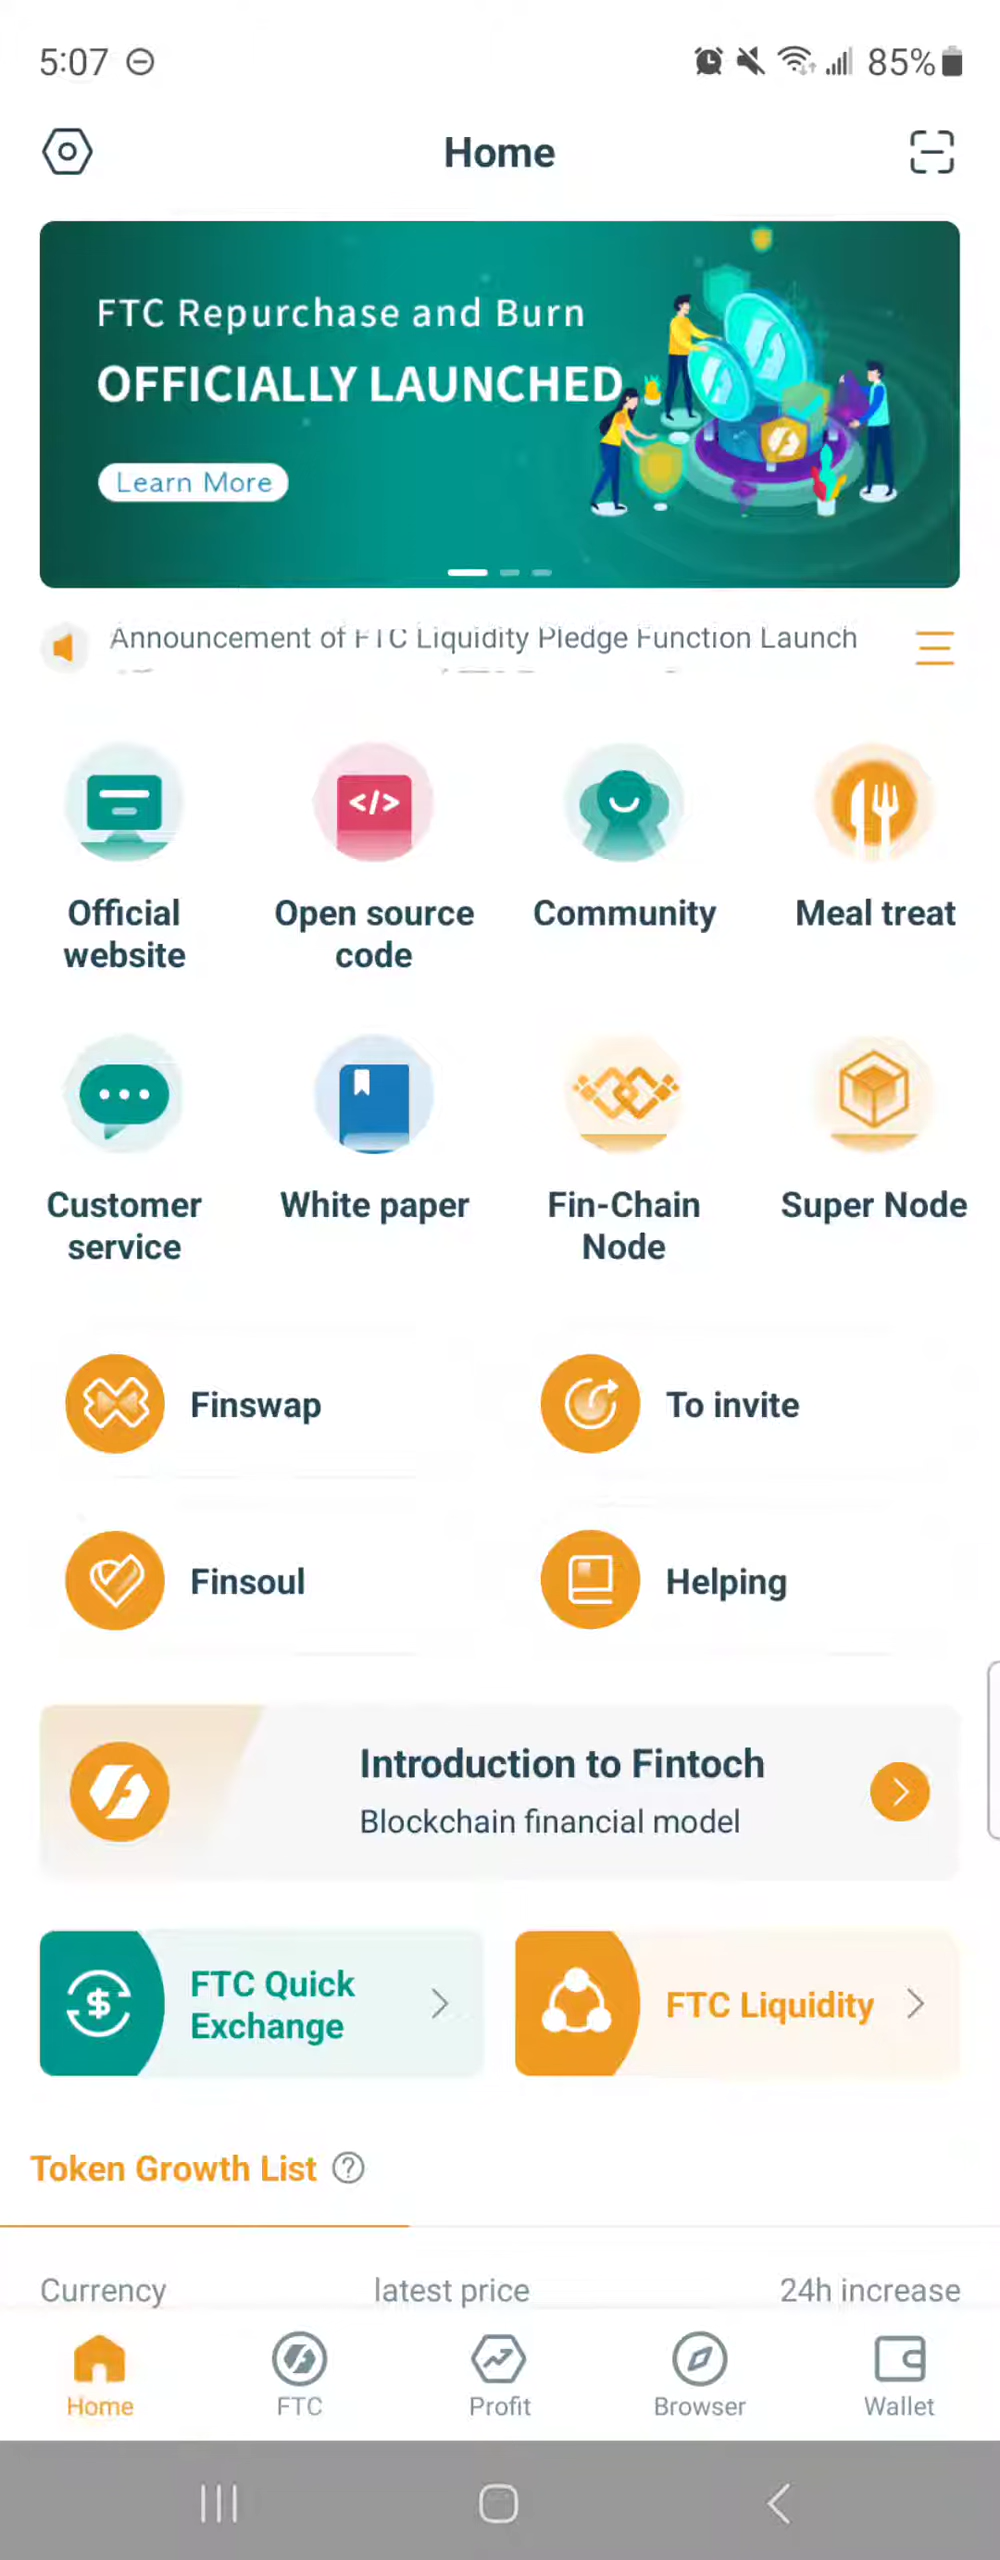 5:07
85%
Home
FTC Repurchase and Burn
OFFICIALLY LAUNCHED
Learn More
Announcement of FTC Liquidity Pledge Function Launch
Official
website
Open source
code
Community
Meal treat
Customer
service
White paper
Fin-Chain
Node
Super Node
Finswap
To invite
Finsoul
Helping
Introduction to Fintoch
Blockchain financial model
FTC Quick
Exchange
FTC Liquidity
Token Growth List
Currency
latest price
24h increase
Home
FTC
Profit
Browser
Wallet